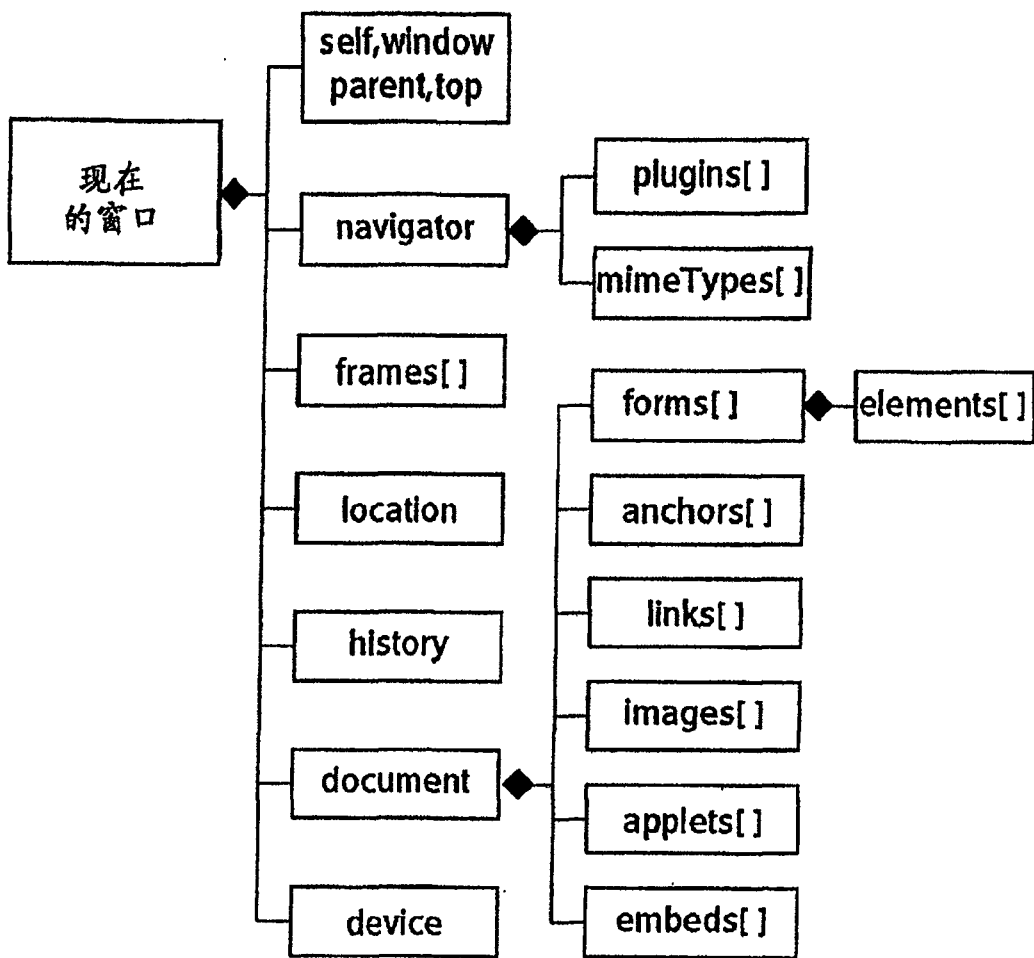 现在
的窗口
self,window
parent,top
navigator
plugins[ ]
mimeTypes[ ]
frames[ ]
location
history
document
forms[ ]
elements[ ]
anchors[ ]
links[ ]
images[ ]
applets[ ]
embeds[ ]
device